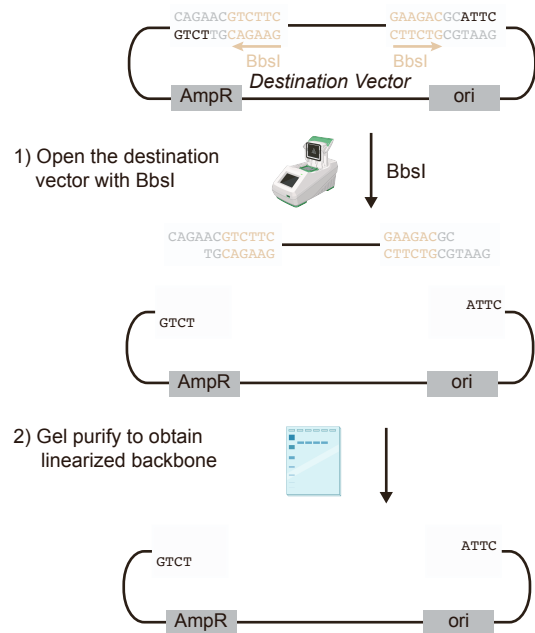 CAGAACGTCTTC GAAGACGCATTC
GTCTTGCAGAAG CTTCTGCGTAAG
BbsI BbsI
Destination Vector
AmpR ori
1) Open the destination
vector with BbsI
BbsI
CAGAACGTCTTC GAAGACGC
TGCAGAAG CTTCTGCGTAAG
GTCT ATTC
AmpR ori
2) Gel purify to obtain
linearized backbone
GTCT ATTC
AmpR ori